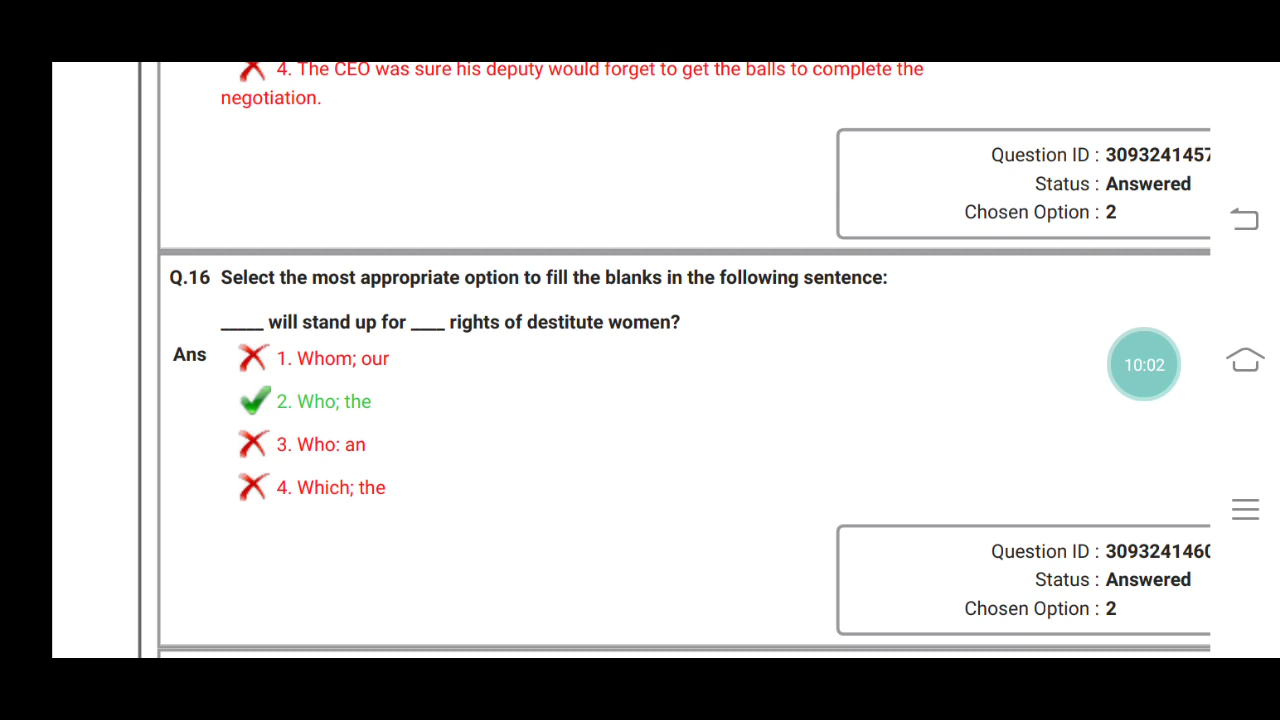 4. The CEO was sure his deputy would forget to get the balls to complete the
negotiation.
Question ID : 3093241457
Status : Answered
Chosen Option : 2
Q.16 Select the most appropriate option to fill the blanks in the following sentence:
_____ will stand up for ____ rights of destitute women?
Ans
1. Whom; our
2. Who; the
3. Who: an
4. Which; the
10:02
Question ID : 3093241460
Status : Answered
Chosen Option : 2